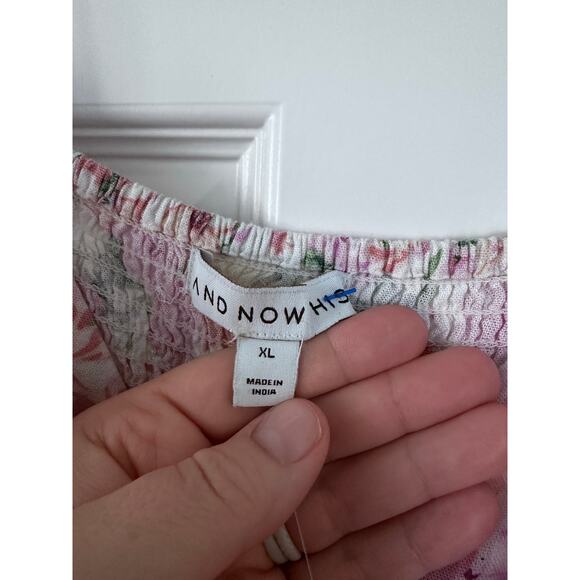 AND NOW THIS
XL
MADE IN
INDIA